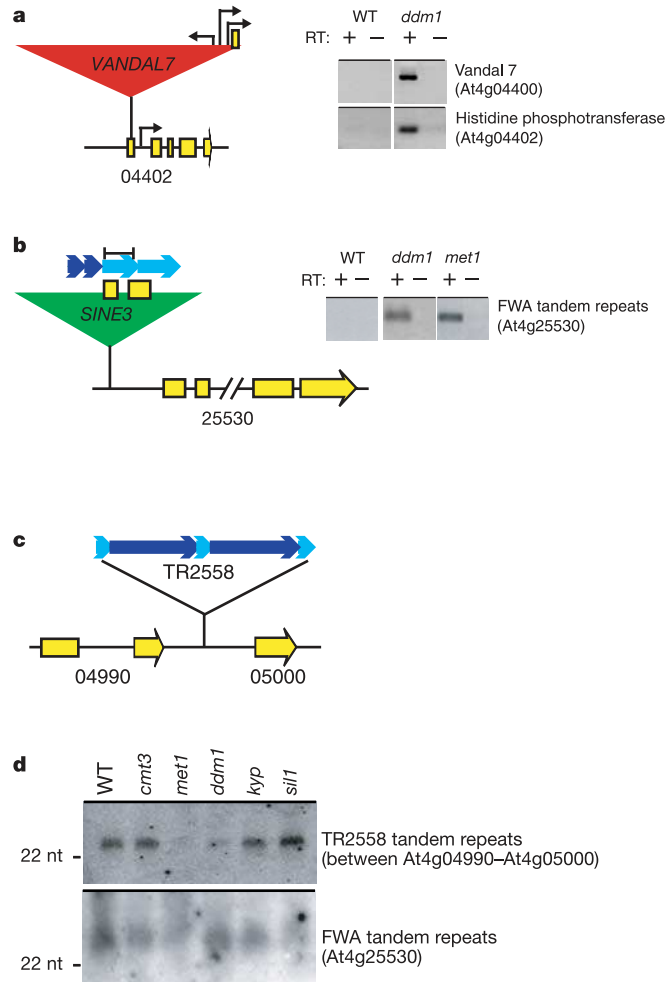 a
WT ddm1
RT: + − + −
VANDAL7
Vandal 7
(At4g04400)
Histidine phosphotransferase
(At4g04402)
04402
b
WT ddm1 met1
RT: + − + − + −
SINE3
FWA tandem repeats
(At4g25530)
25530
c
TR2558
04990
05000
d
WT cmt3 met1 ddm1 kyp sil1
22 nt -
TR2558 tandem repeats
(between At4g04990–At4g05000)
22 nt -
FWA tandem repeats
(At4g25530)